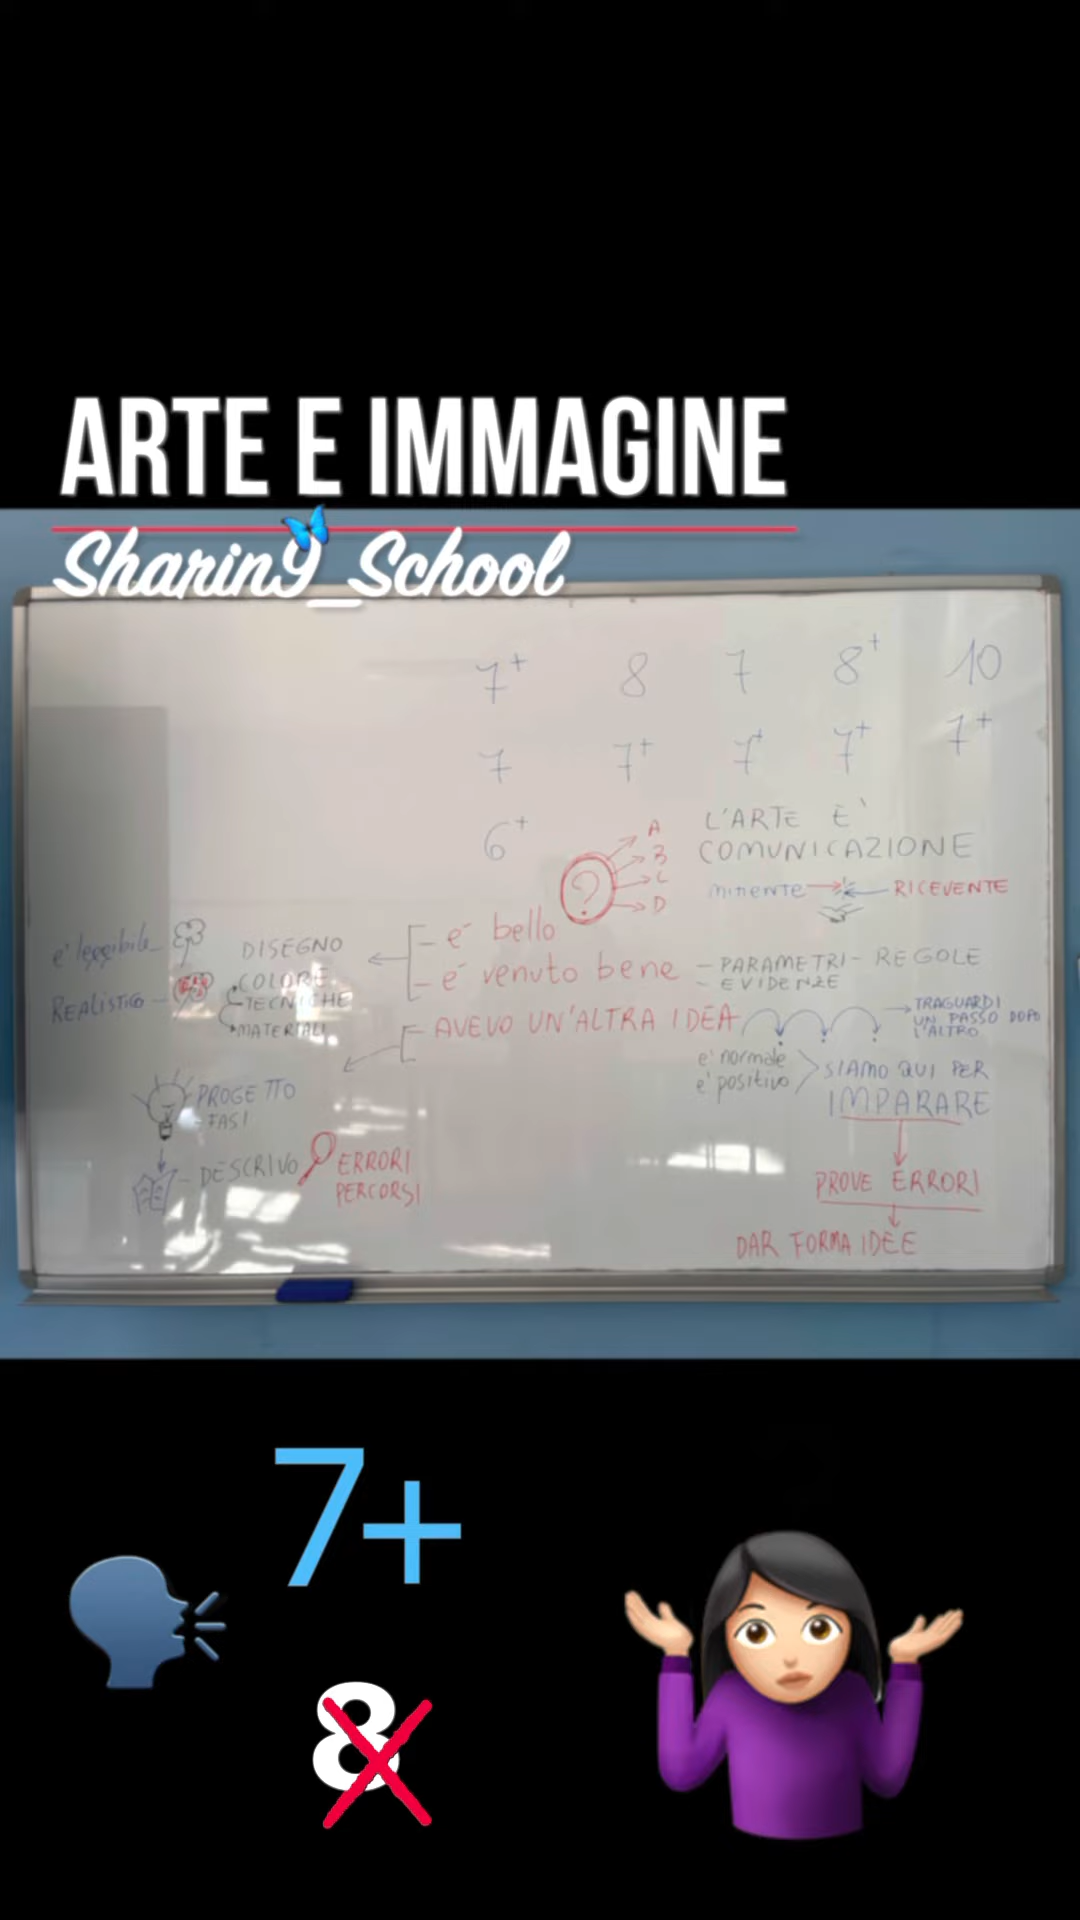 ARTE E IMMAGINE
Sharing_School
7+ 8 7 8+ 10
7 7+ 7+ 7+ 7+
6+
? A B C D
L'ARTE E'
COMUNICAZIONE
MITTENTE RICEVENTE
- é bello
- é venuto bene
- PARAMETRI - REGOLE
- EVIDENZE
AVEVO UN'ALTRA IDEA
TRAGUARDI
UN PASSO DOPO
L'ALTRO
e' normale
e' positivo
SIAMO QUI PER
IMPARARE
PROVE ERRORI
DAR FORMA IDEE
e' leggibile
REALISTICO
DISEGNO
COLORE
TECNICHE
MATERIALI
PROGETTO
- FASI
- DESCRIVO
ERRORI
PERCORSI
7+
8